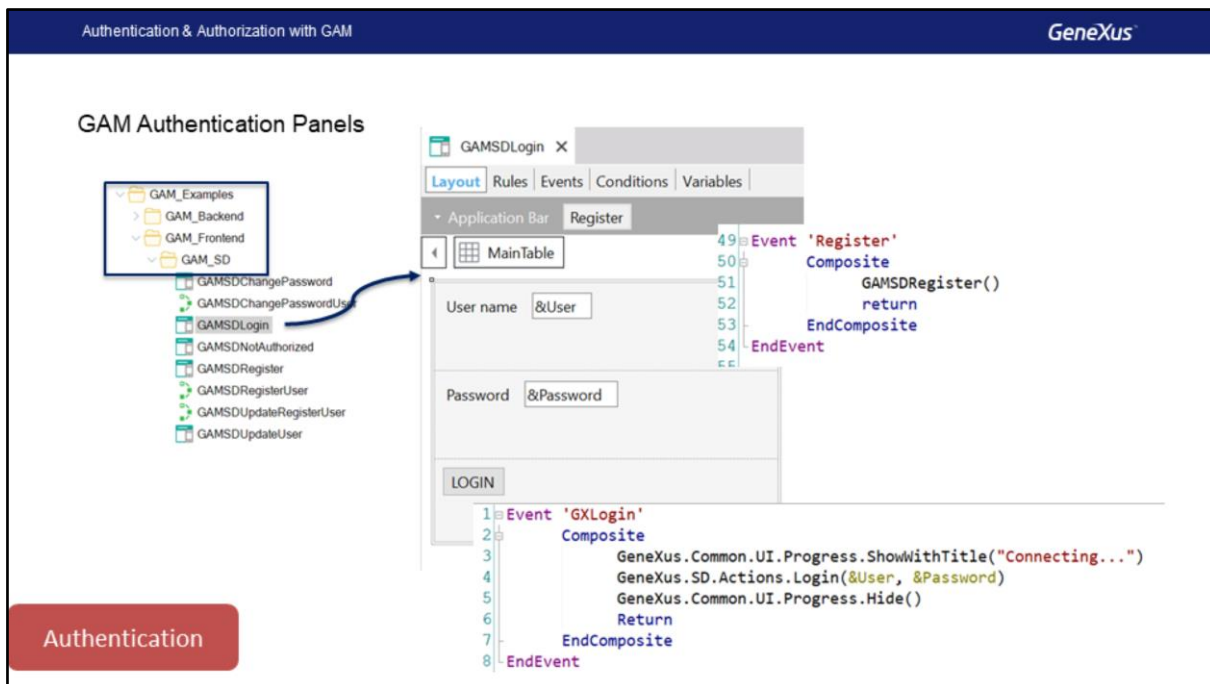 Authentication & Authorization with GAM
GeneXus™
GAM Authentication Panels
GAM_Examples
GAM_Backend
GAM_Frontend
GAM_SD
GAMSDChangePassword
GAMSDChangePasswordUser
GAMSDLogin
GAMSDNotAuthorized
GAMSDRegister
GAMSDRegisterUser
GAMSDUpdateRegisterUser
GAMSDUpdateUser
GAMSDLogin X
Layout Rules Events Conditions Variables
Application Bar Register
MainTable
User name &User
Password &Password
LOGIN
49 Event 'Register'
50 Composite
51 GAMSDRegister()
52 return
53 EndComposite
54 EndEvent
55
1 Event 'GXLogin'
2 Composite
3 GeneXus.Common.UI.Progress.ShowWithTitle("Connecting...")
4 GeneXus.SD.Actions.Login(&User, &Password)
5 GeneXus.Common.UI.Progress.Hide()
6 Return
7 EndComposite
8 EndEvent
Authentication